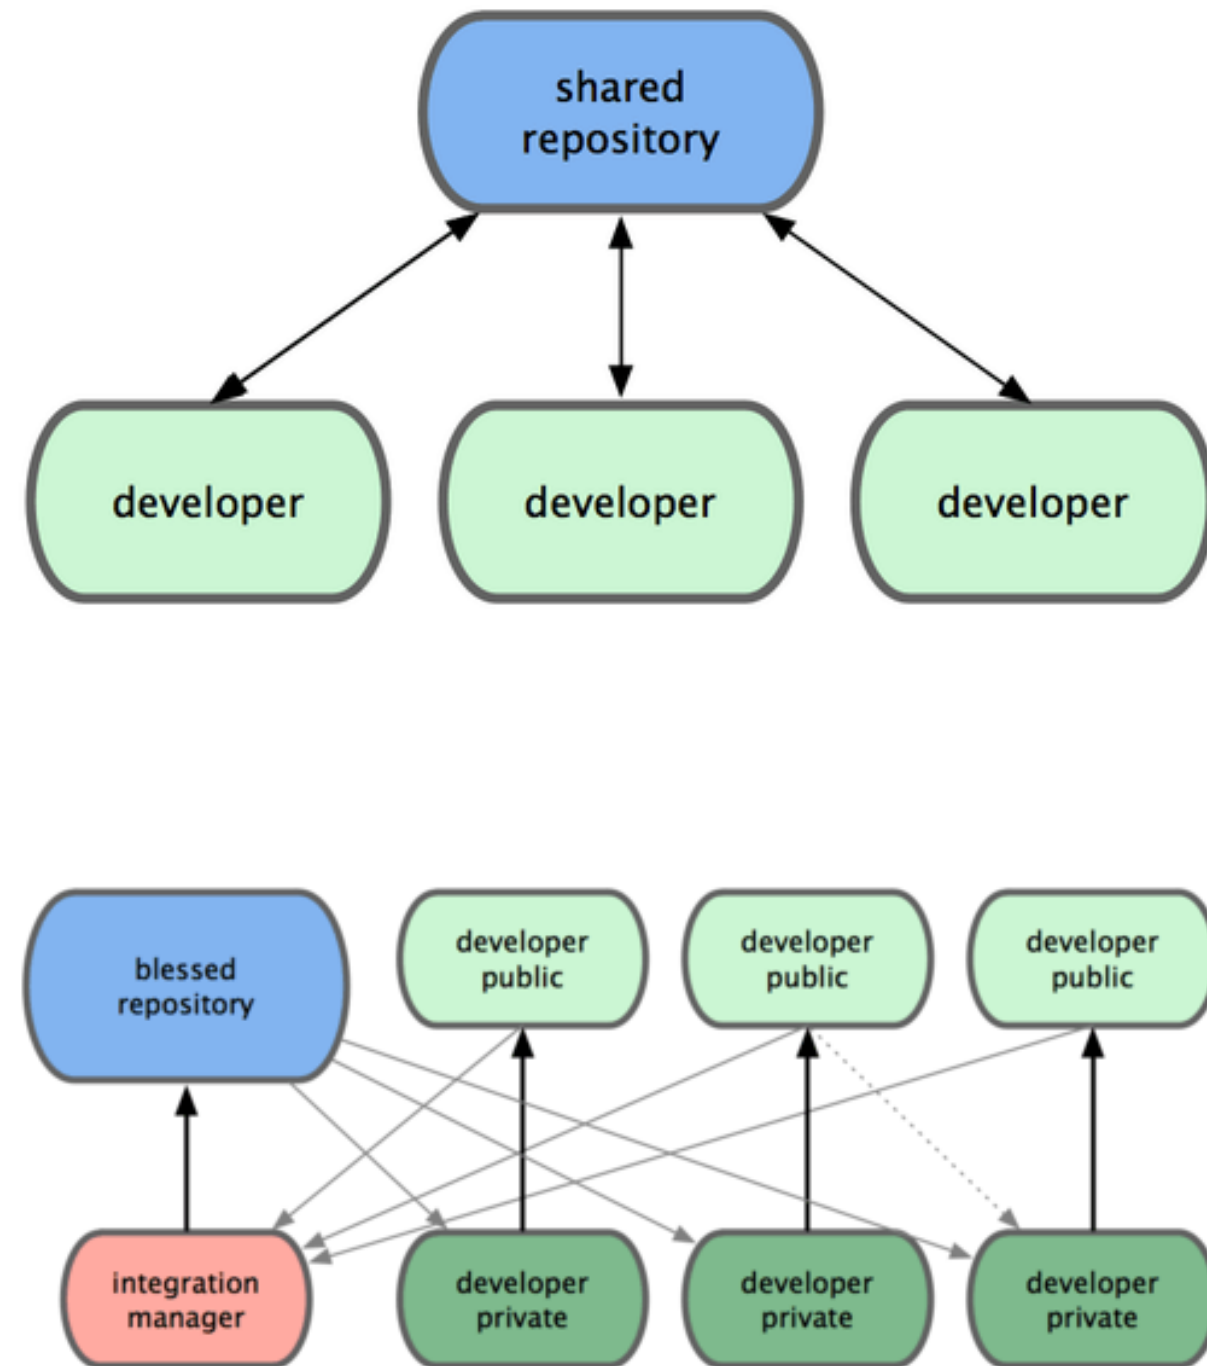 shared
repository
developer
developer
developer
blessed
repository
developer
public
developer
public
developer
public
integration
manager
developer
private
developer
private
developer
private